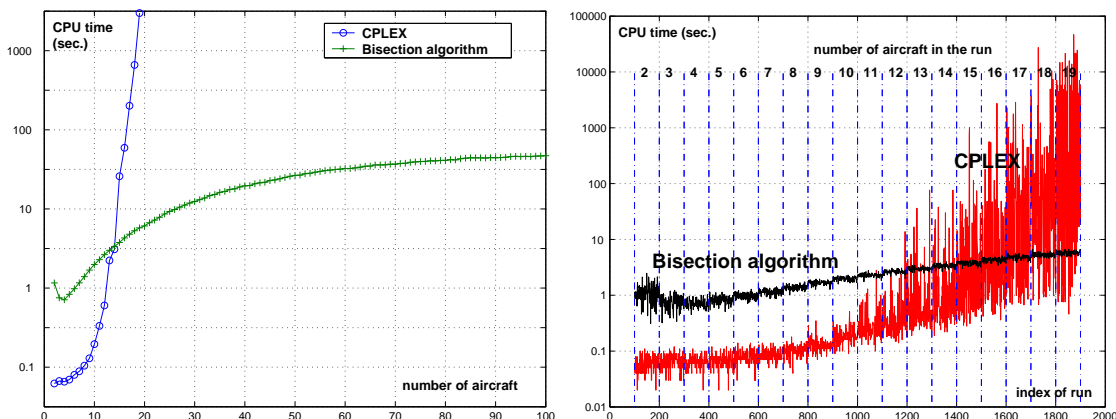 CPU time
(sec.)
CPLEX
Bisection algorithm
1000
100
10
1
0.1
number of aircraft
0 10 20 30 40 50 60 70 80 90 100
100000
CPU time (sec.)
number of aircraft in the run
2 3 4 5 6 7 8 9 10 11 12 13 14 15 16 17 18 19
10000
1000
CPLEX
100
10
Bisection algorithm
1
0.1
index of run
0.01
0 200 400 600 800 1000 1200 1400 1600 1800 2000